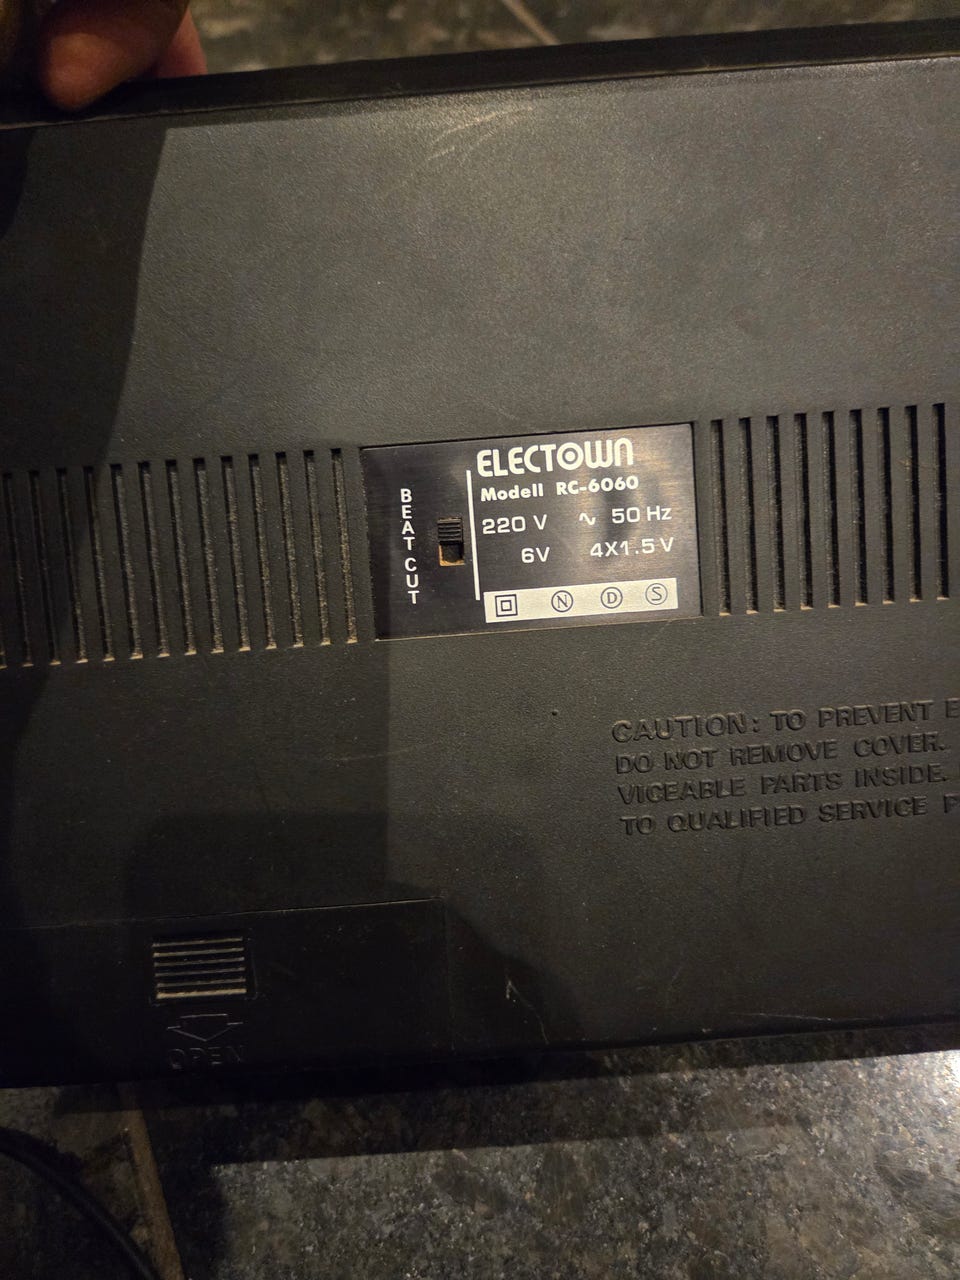 BEAT CUT
ELECTOWN
Modell RC-6060
220 V ∿ 50 Hz
6V 4X1.5V
N D S
CAUTION: TO PREVENT E
DO NOT REMOVE COVER.
VICEABLE PARTS INSIDE.
TO QUALIFIED SERVICE P
OPEN